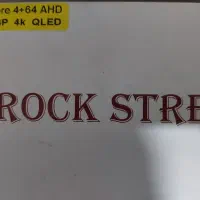 re 4+64 AHD
P 4k QLED
ROCK STRE